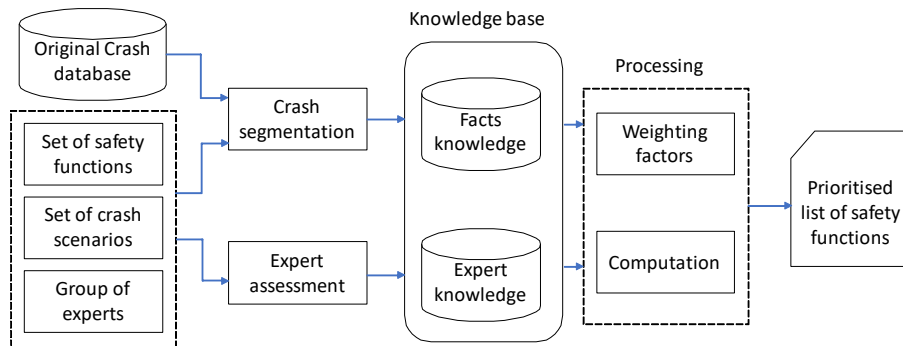 Knowledge base
Original Crash
database
Processing
Crash
segmentation
Facts
knowledge
Weighting
factors
Set of safety
functions
Set of crash
scenarios
Group of
experts
Expert
assessment
Expert
knowledge
Computation
Prioritised
list of safety
functions